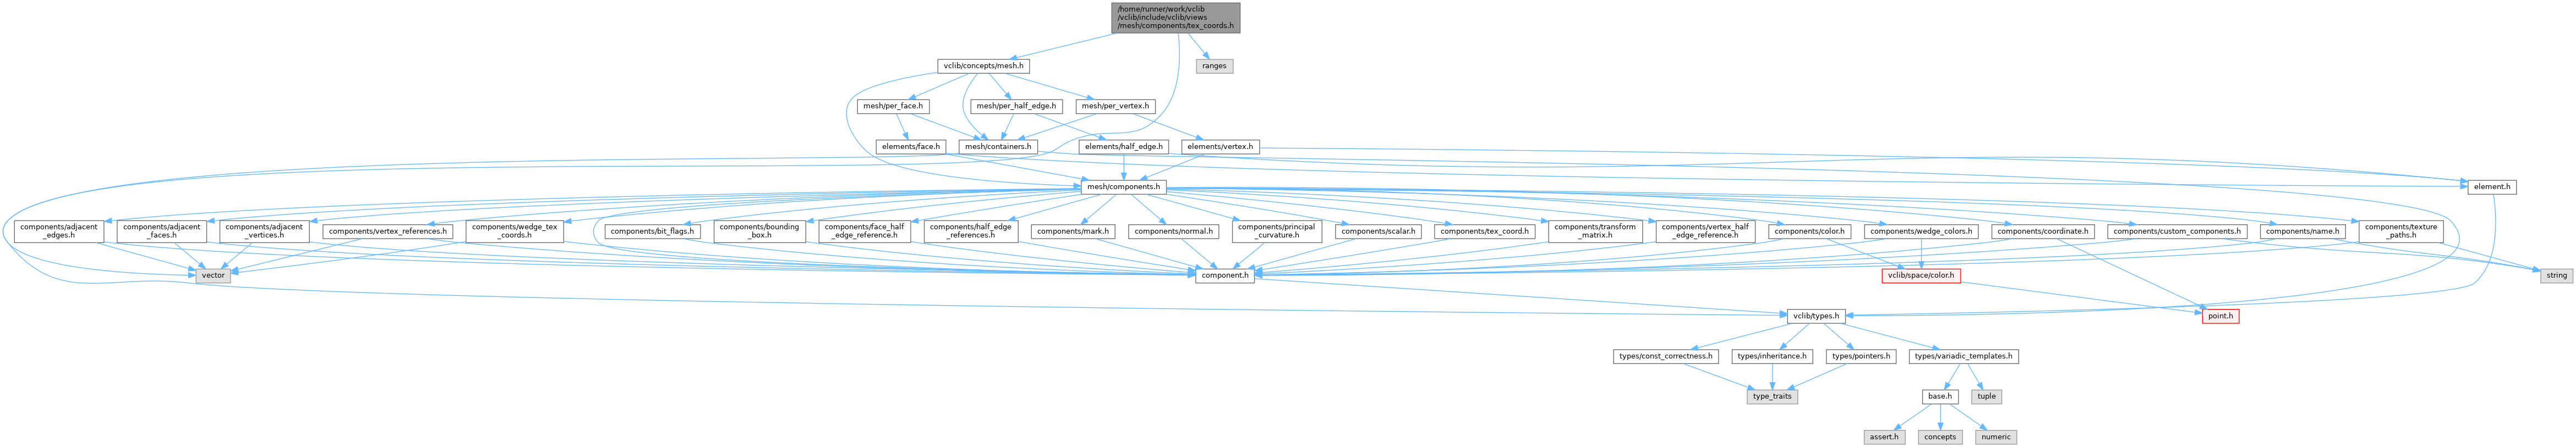 /home/runner/work/vclib
/vclib/include/vclib/views
/mesh/components/tex_coords.h
vclib/concepts/mesh.h
ranges
mesh/per_face.h
mesh/per_half_edge.h
mesh/per_vertex.h
elements/face.h
mesh/containers.h
elements/half_edge.h
elements/vertex.h
mesh/components.h
element.h
components/adjacent
_edges.h
components/adjacent
_faces.h
components/adjacent
_vertices.h
components/vertex_references.h
components/wedge_tex
_coords.h
components/bit_flags.h
components/bounding
_box.h
components/face_half
_edge_reference.h
components/half_edge
_references.h
components/mark.h
components/normal.h
components/principal
_curvature.h
components/scalar.h
components/tex_coord.h
components/transform
_matrix.h
components/vertex_half
_edge_reference.h
components/color.h
components/wedge_colors.h
components/coordinate.h
components/custom_components.h
components/name.h
components/texture
_paths.h
vector
component.h
vclib/space/color.h
string
vclib/types.h
point.h
types/const_correctness.h
types/inheritance.h
types/pointers.h
types/variadic_templates.h
type_traits
base.h
tuple
assert.h
concepts
numeric